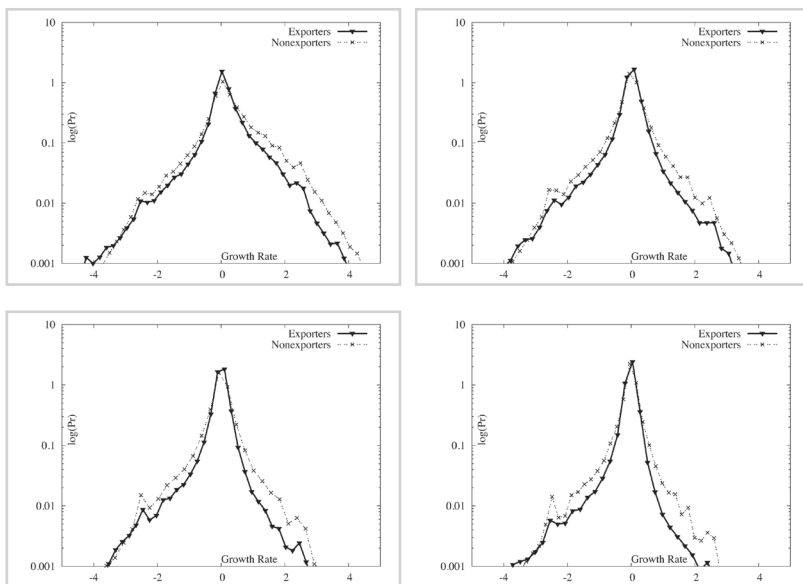 10
1
0.1
0.01
0.001
log(Pr)
Exporters
Nonexporters
Growth Rate
-4
-2
0
2
4
10
1
0.1
0.01
0.001
log(Pr)
Exporters
Nonexporters
Growth Rate
-4
-2
0
2
4
10
1
0.1
0.01
0.001
log(Pr)
Exporters
Nonexporters
Growth Rate
-4
-2
0
2
4
10
1
0.1
0.01
0.001
log(Pr)
Exporters
Nonexporters
Growth Rate
-4
-2
0
2
4